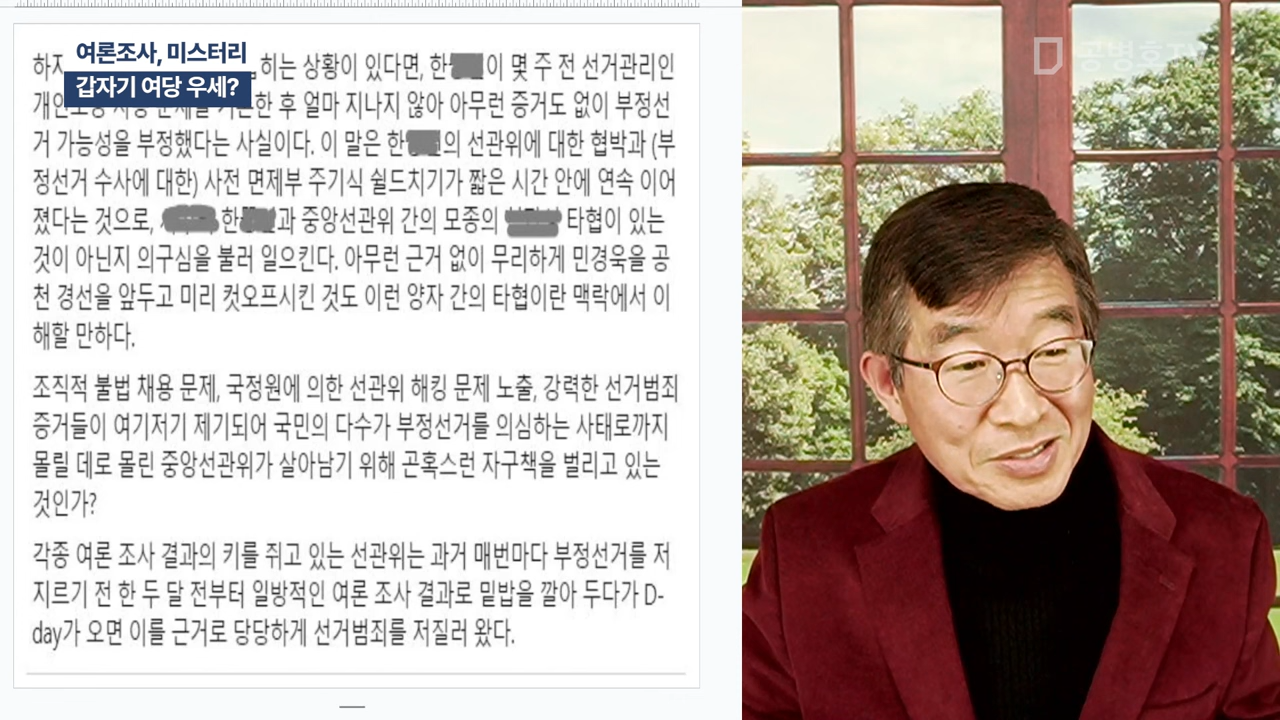 여론조사, 미스터리
갑자기 여당 우세?
하지 히는 상황이 있다면, 한 이 몇 주 전 선거관리인
한 후 얼마 지나지 않아 아무런 증거도 없이 부정선
거 가능성을 부정했다는 사실이다. 이 말은 한 의 선관위에 대한 협박과 (부
정선거 수사에 대한) 사전 면제부 주기식 쉴드치기가 짧은 시간 안에 연속 이어
졌다는 것으로, 한 과 중앙선관위 간의 모종의 타협이 있는
것이 아닌지 의구심을 불러 일으킨다. 아무런 근거 없이 무리하게 민경욱을 공
천 경선을 앞두고 미리 컷오프시킨 것도 이런 양자 간의 타협이란 맥락에서 이
해할 만하다.
조직적 불법 채용 문제, 국정원에 의한 선관위 해킹 문제 노출, 강력한 선거범죄
증거들이 여기저기 제기되어 국민의 다수가 부정선거를 의심하는 사태로까지
몰릴 데로 몰린 중앙선관위가 살아남기 위해 곤혹스런 자구책을 벌리고 있는
것인가?
각종 여론 조사 결과의 키를 쥐고 있는 선관위는 과거 매번마다 부정선거를 저
지르기 전 한 두 달 전부터 일방적인 여론 조사 결과로 밑밥을 깔아 두다가 D-
day가 오면 이를 근거로 당당하게 선거범죄를 저질러 왔다.
공병호TV